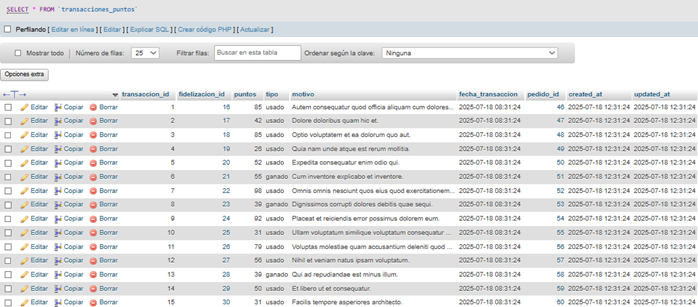 SELECT * FROM `transacciones_puntos`
Perfilando [ Editar en línea ] [ Editar ] [ Explicar SQL ] [ Crear código PHP ] [ Actualizar ]
Mostrar todo Número de filas: 25 Filtrar filas: Buscar en esta tabla Ordenar según la clave: Ninguna
Opciones extra
←T→ transaccion_id fidelizacion_id puntos tipo motivo fecha_transaccion pedido_id created_at updated_at
Editar Copiar Borrar 1 16 85 usado Autem consequatur quod officia aliquam cum dolores... 2025-07-18 08:31:24 46 2025-07-18 12:31:24 2025-07-18 12:31:24
Editar Copiar Borrar 2 17 42 usado Dolore doloribus quam hic et. 2025-07-18 08:31:24 47 2025-07-18 12:31:24 2025-07-18 12:31:24
Editar Copiar Borrar 3 18 85 usado Optio voluptatem et ea dolorum quo aut. 2025-07-18 08:31:24 48 2025-07-18 12:31:24 2025-07-18 12:31:24
Editar Copiar Borrar 4 19 26 usado Quia nam unde atque est rerum mollitia. 2025-07-18 08:31:24 49 2025-07-18 12:31:24 2025-07-18 12:31:24
Editar Copiar Borrar 5 20 52 usado Expedita consequatur enim odio qui. 2025-07-18 08:31:24 50 2025-07-18 12:31:24 2025-07-18 12:31:24
Editar Copiar Borrar 6 21 55 ganado Cum inventore explicabo et inventore. 2025-07-18 08:31:24 51 2025-07-18 12:31:24 2025-07-18 12:31:24
Editar Copiar Borrar 7 22 98 usado Omnis omnis nesciunt quos eius quod exercitationem... 2025-07-18 08:31:24 52 2025-07-18 12:31:24 2025-07-18 12:31:24
Editar Copiar Borrar 8 23 39 ganado Dignissimos corrupti dolores debitis quae sequi. 2025-07-18 08:31:24 53 2025-07-18 12:31:24 2025-07-18 12:31:24
Editar Copiar Borrar 9 24 92 usado Placeat et reiciendis error possimus dolorem eum. 2025-07-18 08:31:24 54 2025-07-18 12:31:24 2025-07-18 12:31:24
Editar Copiar Borrar 10 25 31 usado Ullam voluptatum similique voluptatum consequatur ... 2025-07-18 08:31:24 55 2025-07-18 12:31:24 2025-07-18 12:31:24
Editar Copiar Borrar 11 26 79 usado Voluptas molestiae quam accusantium deleniti quod ... 2025-07-18 08:31:24 56 2025-07-18 12:31:24 2025-07-18 12:31:24
Editar Copiar Borrar 12 27 56 usado Nihil et veniam natus ipsam voluptatum. 2025-07-18 08:31:24 57 2025-07-18 12:31:24 2025-07-18 12:31:24
Editar Copiar Borrar 13 28 39 ganado Qui ad repudiandae est minus illum. 2025-07-18 08:31:24 58 2025-07-18 12:31:24 2025-07-18 12:31:24
Editar Copiar Borrar 14 29 50 usado Et libero ut et consequatur. 2025-07-18 08:31:24 59 2025-07-18 12:31:24 2025-07-18 12:31:24
Editar Copiar Borrar 15 30 31 usado Facilis tempore asperiores architecto. 2025-07-18 08:31:24 60 2025-07-18 12:31:24 2025-07-18 12:31:24